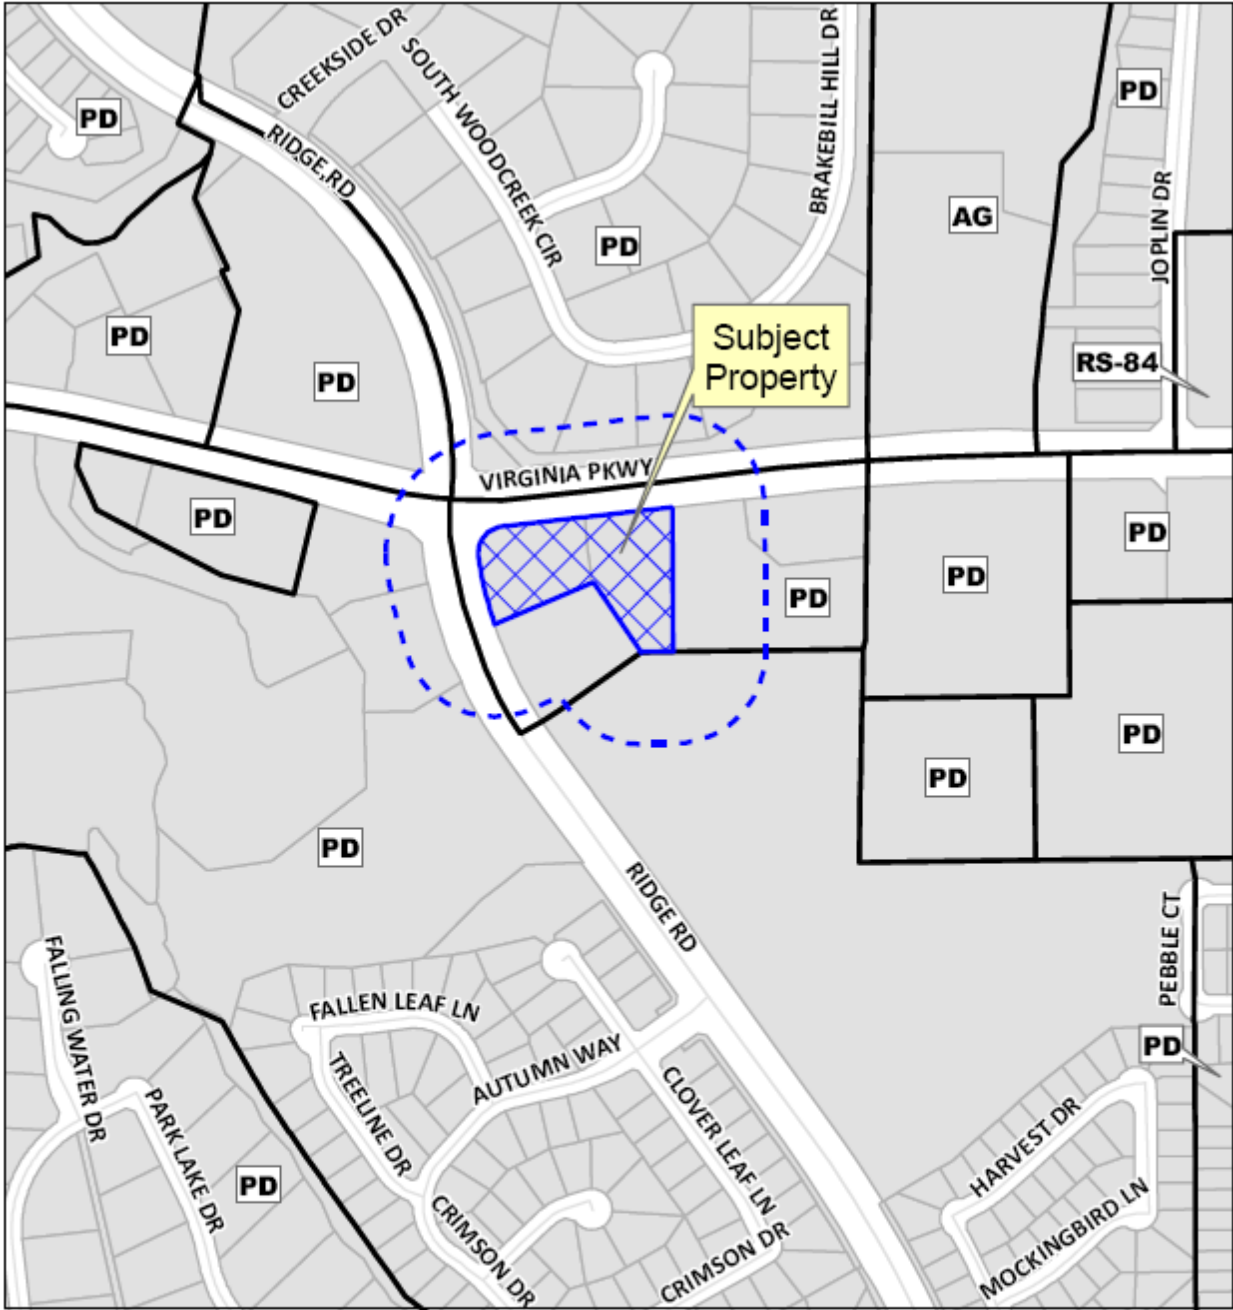 CREEKSIDE DR
SOUTH WOODCREEK CIR
BRAKEBILL HILL DR
PD
PD
RIDGE RD
JOPLIN DR
AG
PD
PD
PD
Subject
Property
RS-84
VIRGINIA PKWY
PD
PD
PD
PD
PD
PD
PD
RIDGE RD
PEBBLE CT
FALLING WATER DR
FALLEN LEAF LN
AUTUMN WAY
PD
TREELINE DR
CLOVER LEAF LN
PARK LAKE DR
HARVEST DR
PD
CRIMSON DR
CRIMSON DR
MOCKINGBIRD LN
PD